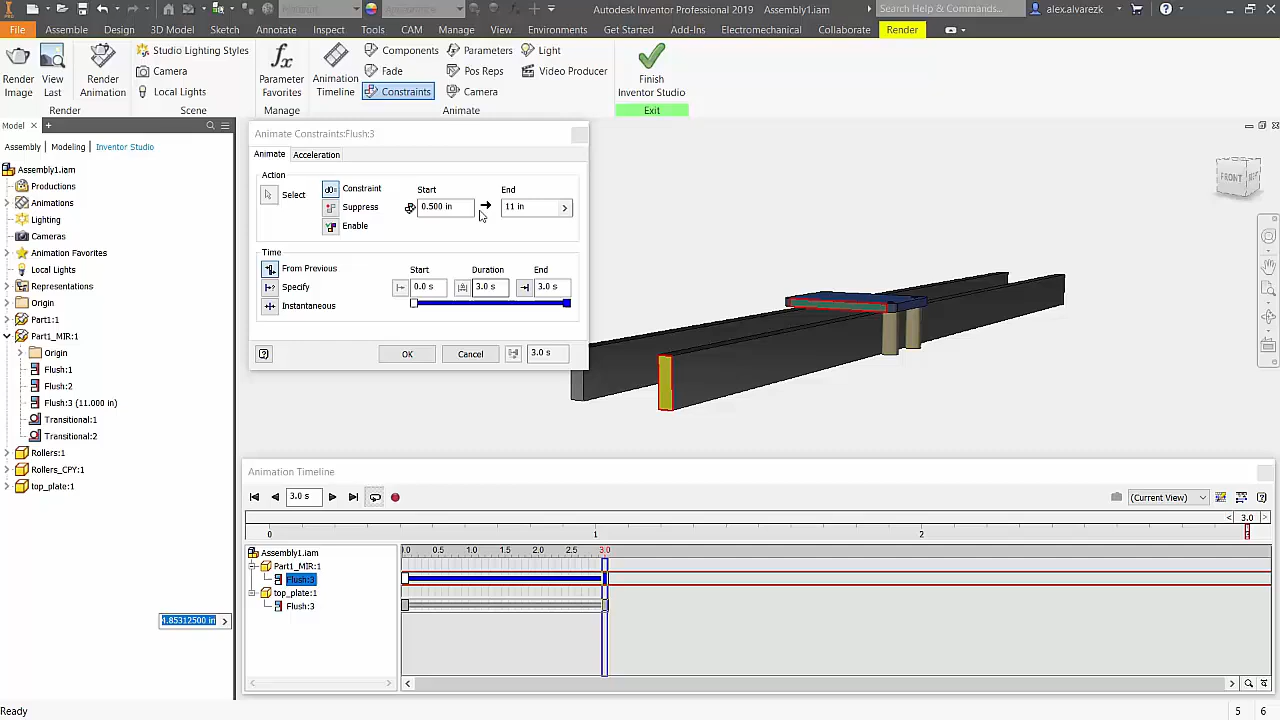 Autodesk Inventor Professional 2019 Assembly1.iam
Search Help & Commands...
alex.alvarezk
File Assemble Design 3D Model Sketch Annotate Inspect Tools CAM Manage View Environments Get Started Add-Ins Electromechanical Collaborate Render
Render Image
View Last
Render Animation
Studio Lighting Styles
Camera
Local Lights
Parameter Favorites
Animation Timeline
Components
Fade
Constraints
Parameters
Pos Reps
Camera
Light
Video Producer
Finish Inventor Studio
Render Scene Manage Animate Exit
Model
Assembly Modeling Inventor Studio
Assembly1.iam
Productions
Animations
Lighting
Cameras
Animation Favorites
Local Lights
Representations
Origin
Part1:1
Part1_MIR:1
Origin
Flush:1
Flush:2
Flush:3 (11.000 in)
Transitional:1
Transitional:2
Rollers:1
Rollers_CPY:1
top_plate:1
4.85312500 in
Animate Constraints:Flush:3
Animate Acceleration
Action
Select
Constraint
Suppress
Enable
Start End
0.500 in 11 in
Time
From Previous
Specify
Instantaneous
Start Duration End
0.0 s 3.0 s 3.0 s
OK Cancel 3.0 s
FRONT
Animation Timeline
3.0 s
(Current View)
3.0
0 1 2
Assembly1.iam
Part1_MIR:1
Flush:3
top_plate:1
Flush:3
0.0 0.5 1.0 1.5 2.0 2.5 3.0
Ready
5 6